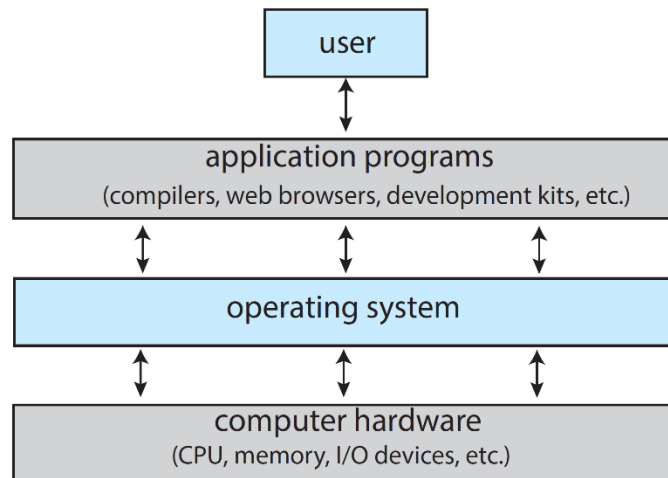 user
application programs
(compilers, web browsers, development kits, etc.)
operating system
computer hardware
(CPU, memory, I/O devices, etc.)